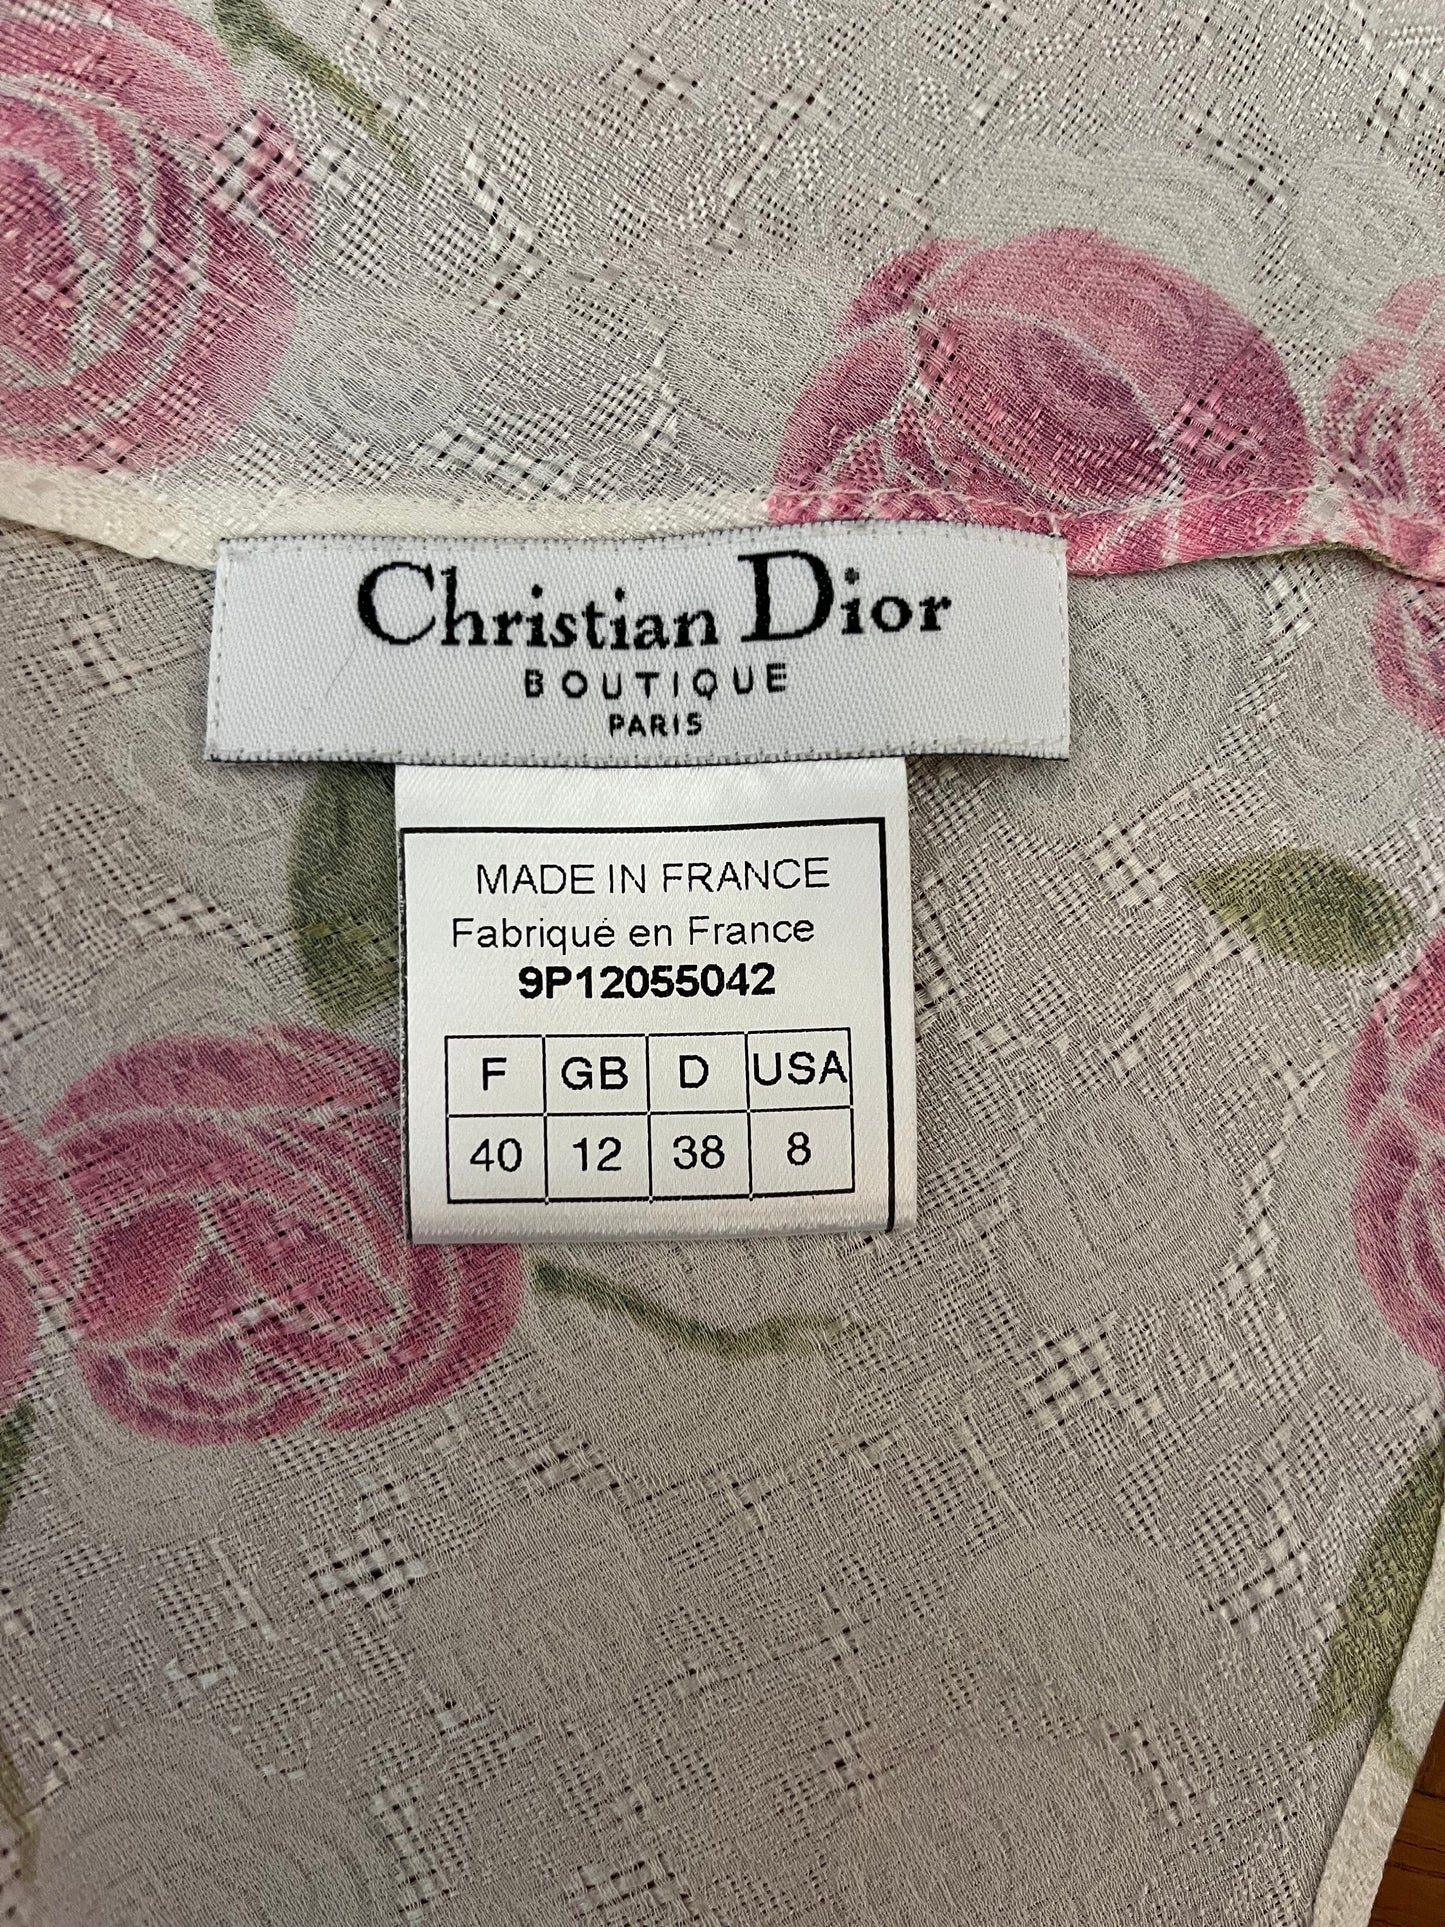 Christian Dior
BOUTIQUE
PARIS
MADE IN FRANCE
Fabriqué en France
9P12055042
F GB D USA
40 12 38 8